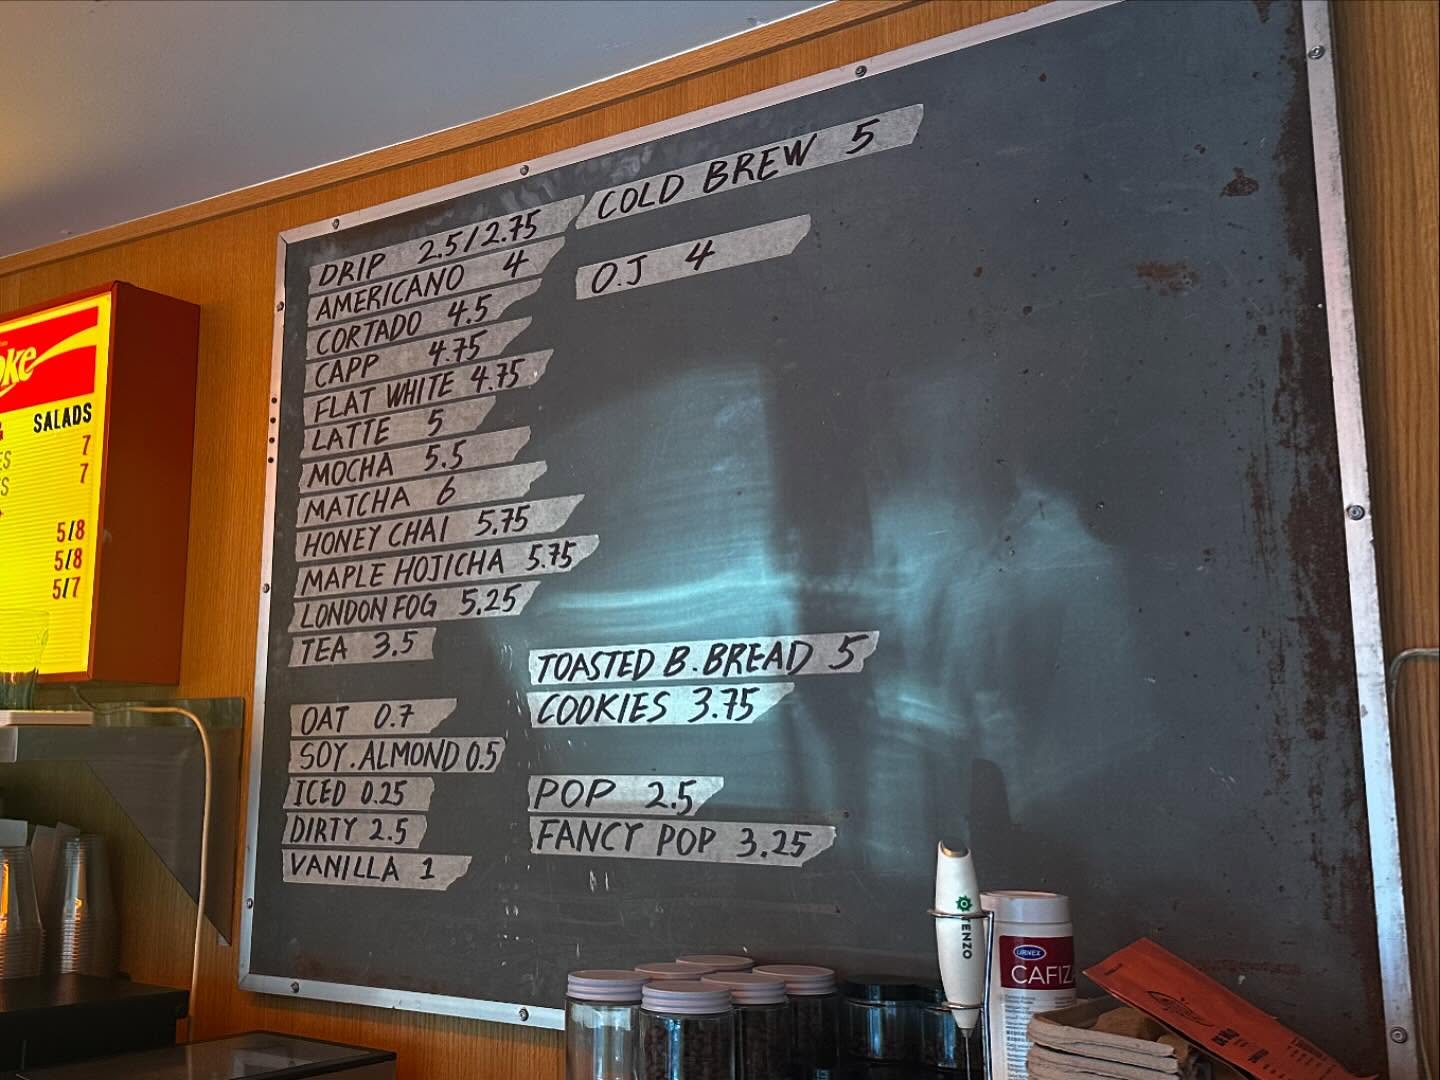 DRIP 2.5/2.75
AMERICANO 4
CORTADO 4.5
CAPP 4.75
FLAT WHITE 4.75
LATTE 5
MOCHA 5.5
MATCHA 6
HONEY CHAI 5.75
MAPLE HOJICHA 5.75
LONDON FOG 5.25
TEA 3.5
OAT 0.7
SOY . ALMOND 0.5
ICED 0.25
DIRTY 2.5
VANILLA 1
COLD BREW 5
O.J 4
TOASTED B. BREAD 5
COOKIES 3.75
POP 2.5
FANCY POP 3.25
SALADS
7
7
5/8
5/8
5/7
URNEX
CAFIZ